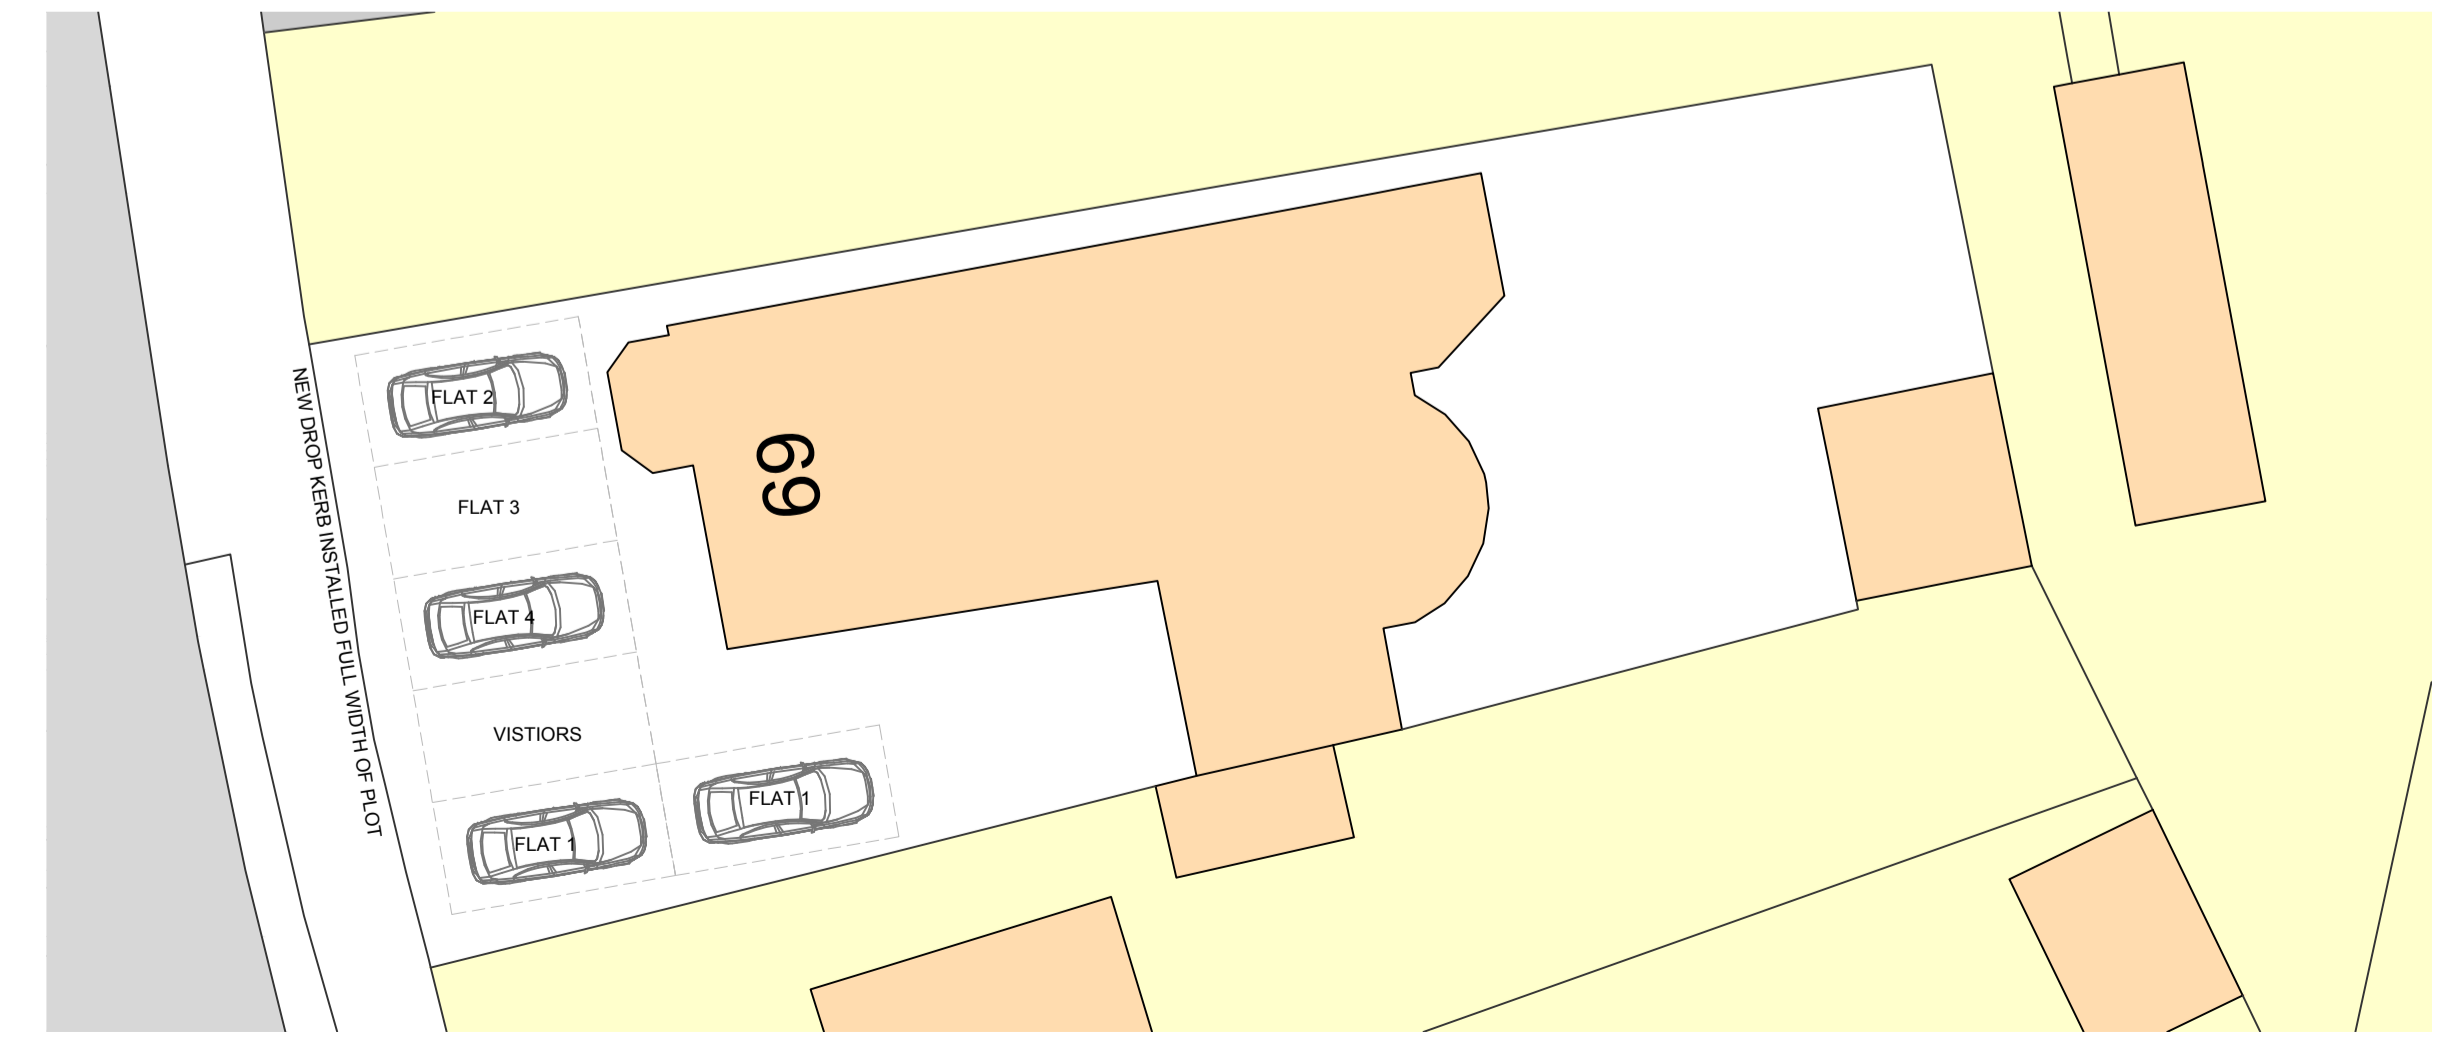 FLAT 2
NEW DROP KERB INSTALLED FULL WIDTH OF PLOT
FLAT 3
69
FLAT 4
VISTIORS
FLAT 1
FLAT 1